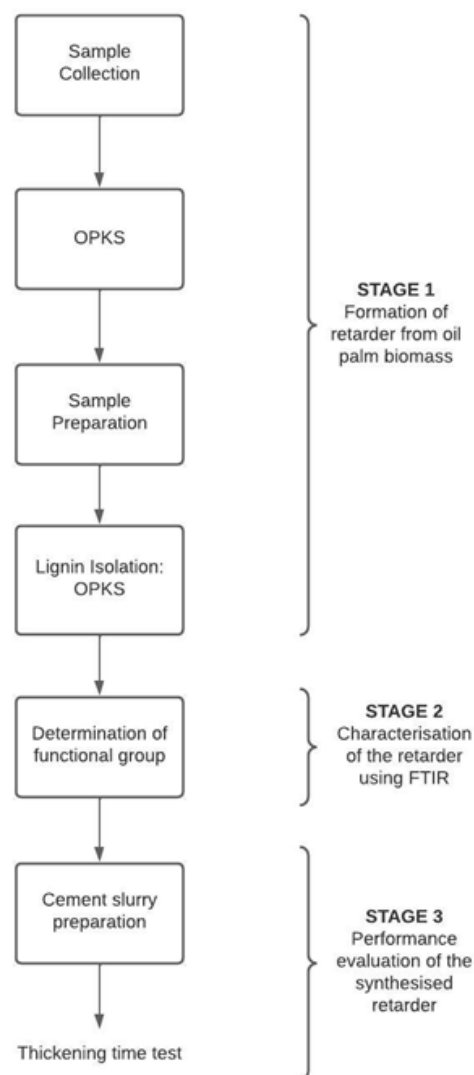 Sample
Collection
OPKS
Sample
Preparation
Lignin Isolation:
OPKS
STAGE 1
Formation of
retarder from oil
palm biomass
Determination of
functional group
STAGE 2
Characterisation
of the retarder
using FTIR
Cement slurry
preparation
Thickening time test
STAGE 3
Performance
evaluation of the
synthesised
retarder